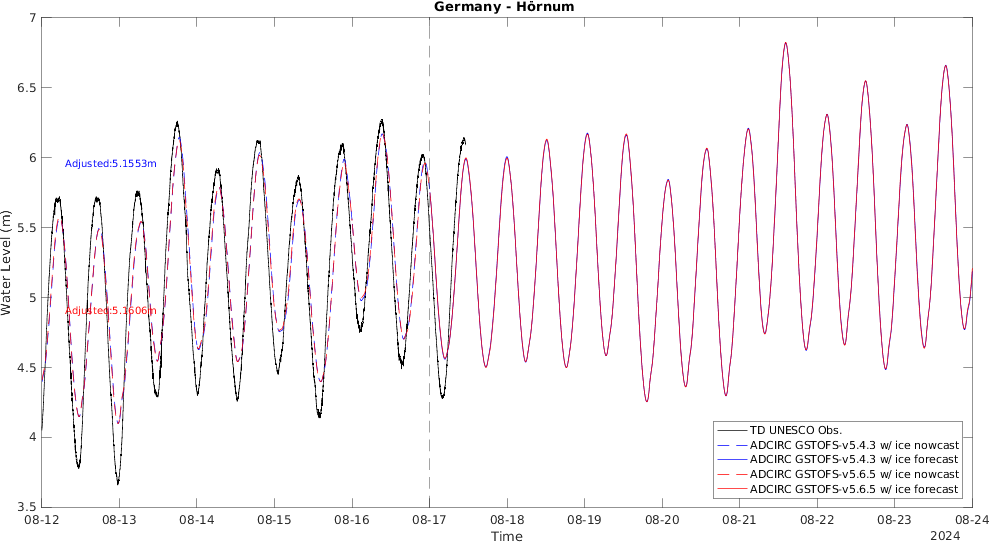 Germany - Hörnum
Water Level (m)
7
6.5
6
5.5
5
4.5
4
3.5
Adjusted:5.1553m
Adjusted:5.1606m
TD UNESCO Obs.
ADCIRC GSTOFS-v5.4.3 w/ ice nowcast
ADCIRC GSTOFS-v5.4.3 w/ ice forecast
ADCIRC GSTOFS-v5.6.5 w/ ice nowcast
ADCIRC GSTOFS-v5.6.5 w/ ice forecast
08-12 08-13 08-14 08-15 08-16 08-17 08-18 08-19 08-20 08-21 08-22 08-23 08-24
Time
2024